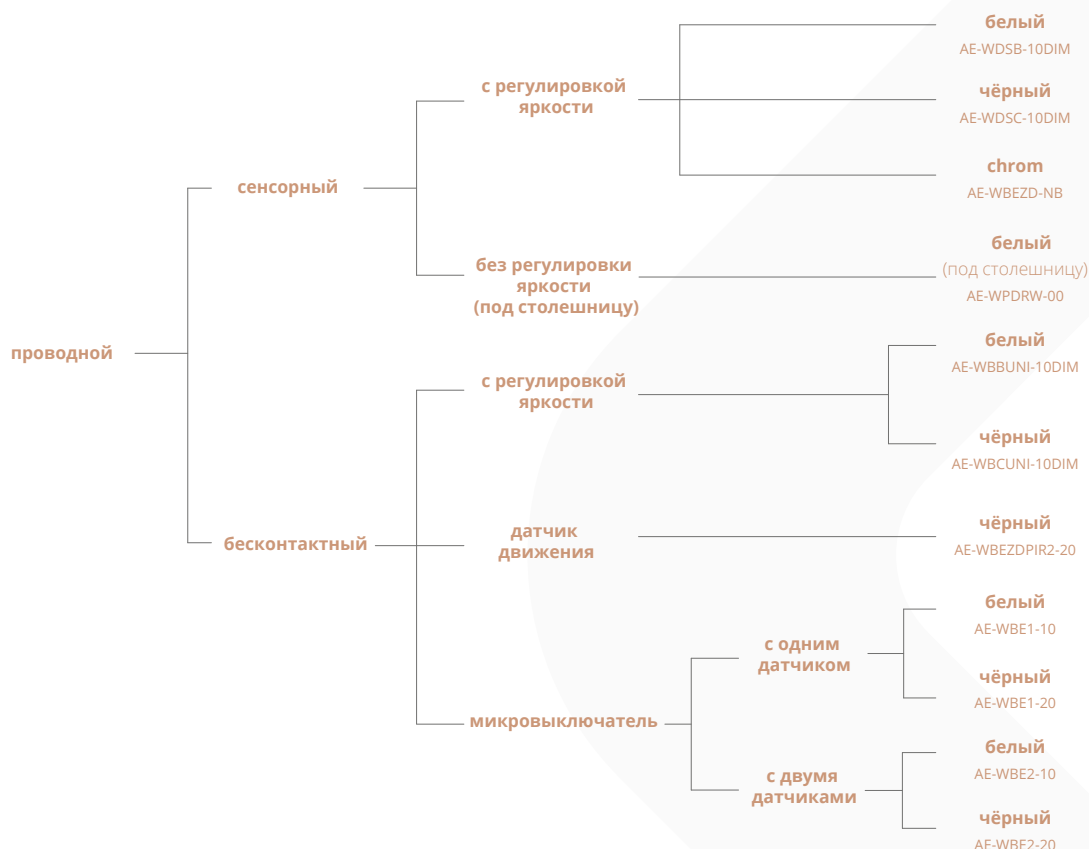 проводной
сенсорный
с регулировкой
яркости
белый
AE-WDSB-10DIM
чёрный
AE-WDSC-10DIM
chrom
AE-WBEZD-NB
без регулировки
яркости
(под столешницу)
белый
(под столешницу)
AE-WPDRW-00
бесконтактный
с регулировкой
яркости
белый
AE-WBBUNI-10DIM
чёрный
AE-WBCUNI-10DIM
датчик
движения
чёрный
AE-WBEZDPIR2-20
микровыключатель
с одним
датчиком
белый
AE-WBE1-10
чёрный
AE-WBE1-20
с двумя
датчиками
белый
AE-WBE2-10
чёрный
AE-WBE2-20